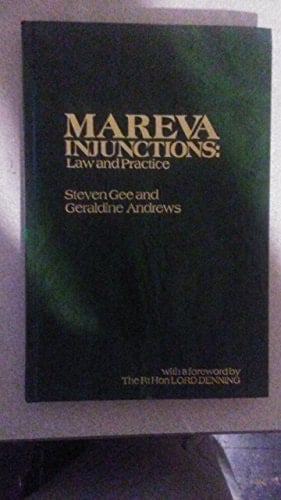 MAREVA
INJUNCTIONS:
Law and Practice
Steven Gee and
Geraldine Andrews
with a foreword by
The Rt Hon LORD DENNING